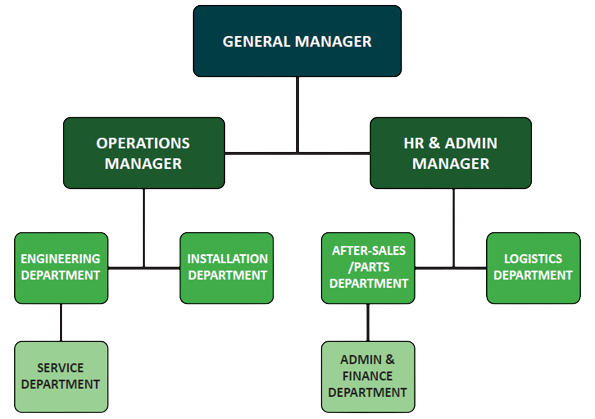 GENERAL MANAGER
OPERATIONS
MANAGER
HR & ADMIN
MANAGER
ENGINEERING
DEPARTMENT
INSTALLATION
DEPARTMENT
AFTER-SALES
/PARTS
DEPARTMENT
LOGISTICS
DEPARTMENT
SERVICE
DEPARTMENT
ADMIN &
FINANCE
DEPARTMENT